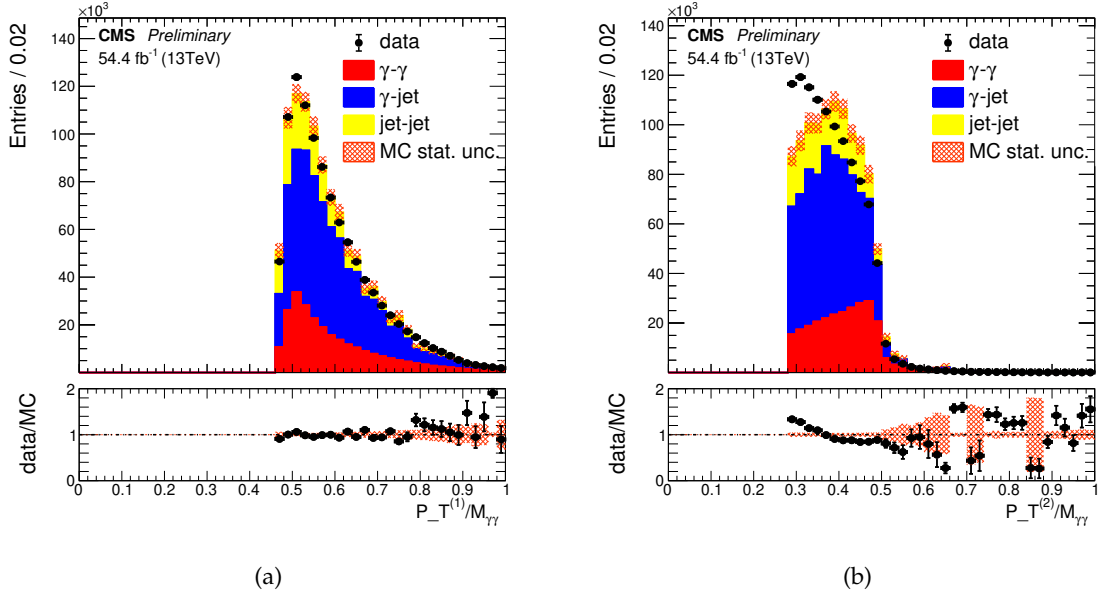 ×10³
Entries / 0.02
140
120
100
80
60
40
20
CMS Preliminary
54.4 fb⁻¹ (13TeV)
data
γ-γ
γ-jet
jet-jet
MC stat. unc.
data/MC
2
1
0
0 0.1 0.2 0.3 0.4 0.5 0.6 0.7 0.8 0.9 1
P_T⁽¹⁾/M_γγ
(a)
×10³
Entries / 0.02
140
120
100
80
60
40
20
CMS Preliminary
54.4 fb⁻¹ (13TeV)
data
γ-γ
γ-jet
jet-jet
MC stat. unc.
data/MC
2
1
0
0 0.1 0.2 0.3 0.4 0.5 0.6 0.7 0.8 0.9 1
P_T⁽²⁾/M_γγ
(b)